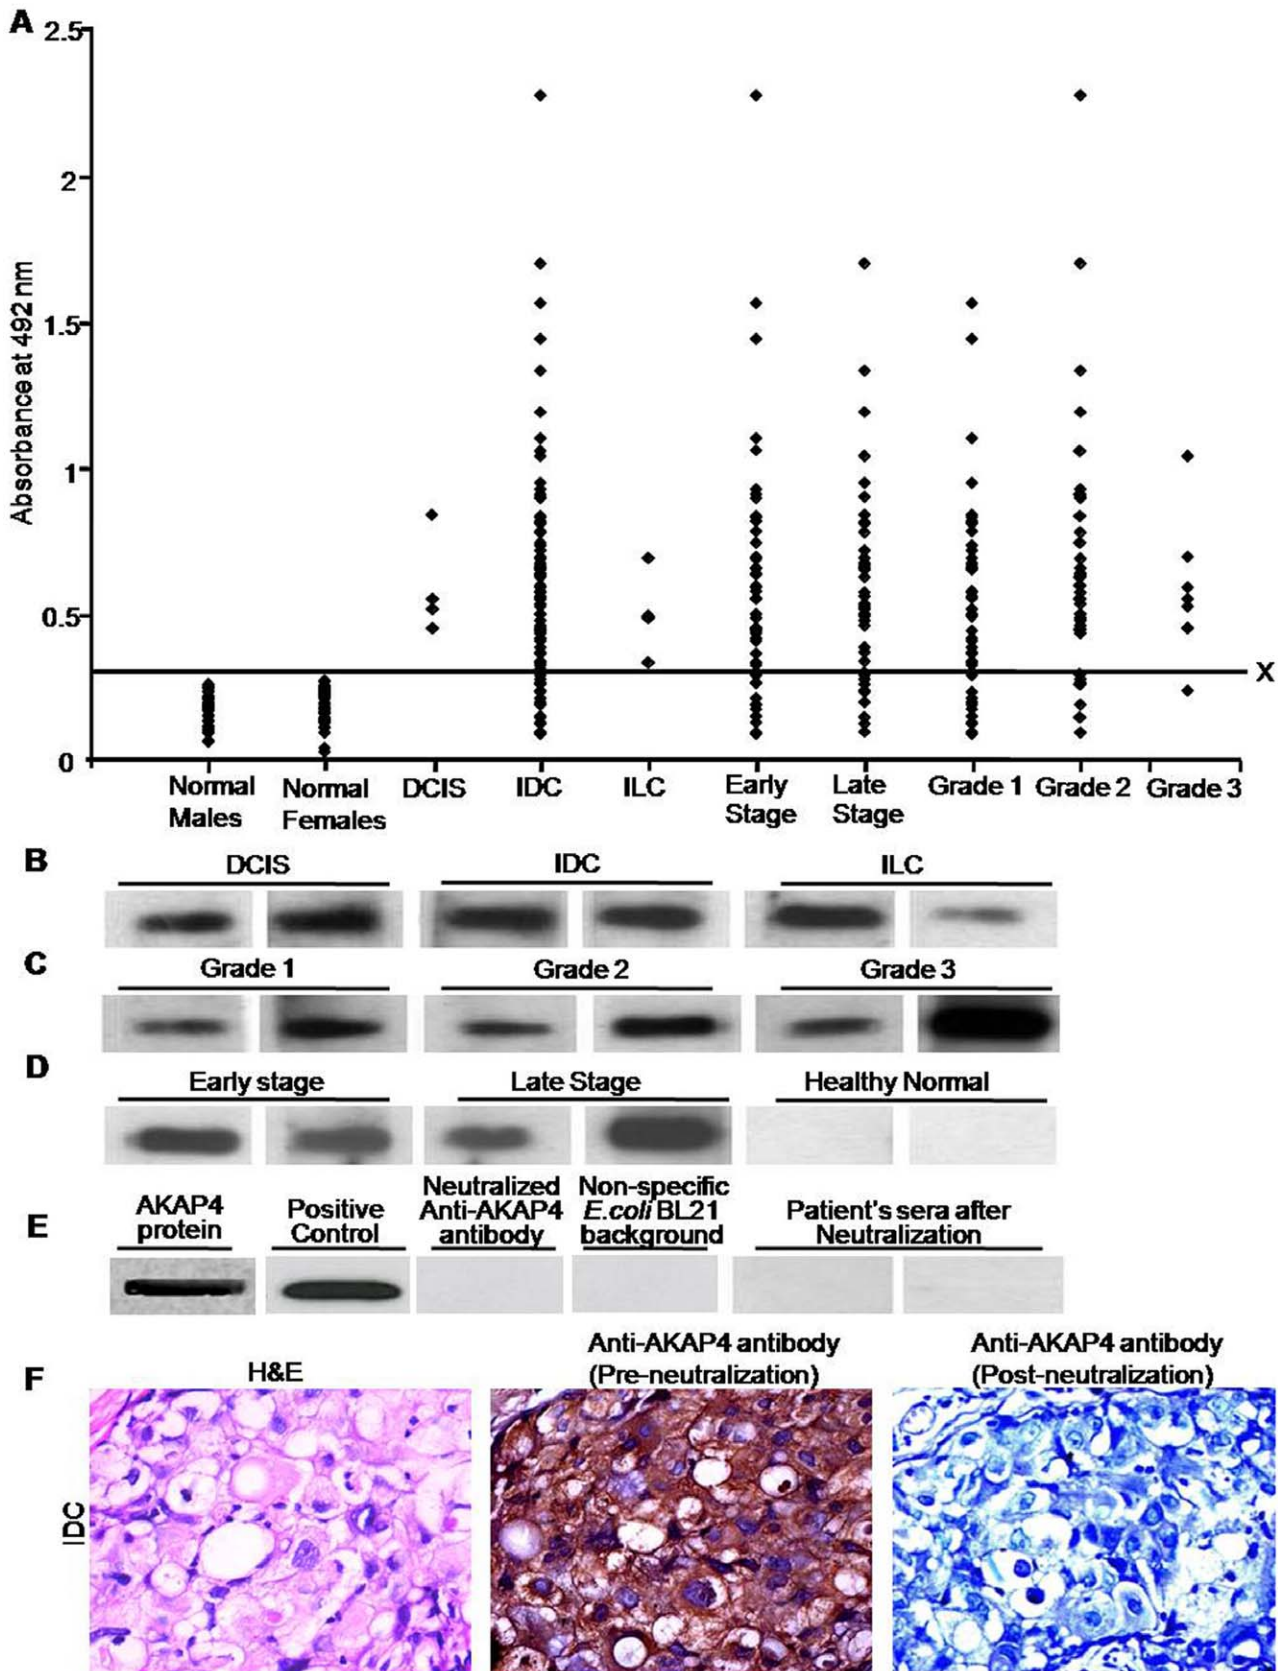 A
2.5
2
1.5
1
0.5
0
Absorbance at 492 nm
X
Normal Males
Normal Females
DCIS
IDC
ILC
Early Stage
Late Stage
Grade 1
Grade 2
Grade 3
B
DCIS IDC ILC
C
Grade 1 Grade 2 Grade 3
D
Early stage Late Stage Healthy Normal
E
AKAP4
protein
Positive
Control
Neutralized
Anti-AKAP4
antibody
Non-specific
E.coli BL21
background
Patient's sera after
Neutralization
F
H&E
Anti-AKAP4 antibody
(Pre-neutralization)
Anti-AKAP4 antibody
(Post-neutralization)
IDC